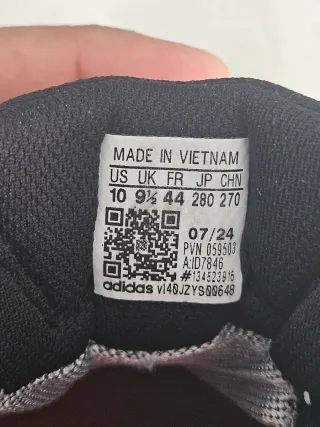 MADE IN VIETNAM
US UK FR JP CHN
10 9½ 44 280 270
07/24
PVN 059503
A:ID7846
#134523916
adidas v140JZYS00648